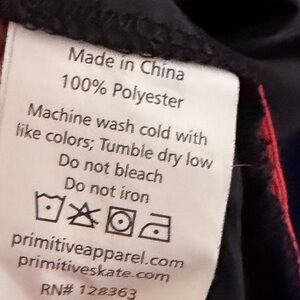 Made in China
100% Polyester
Machine wash cold with
like colors; Tumble dry low
Do not bleach
Do not iron
primitiveapparel.com
primitiveskate.com
RN# 128363